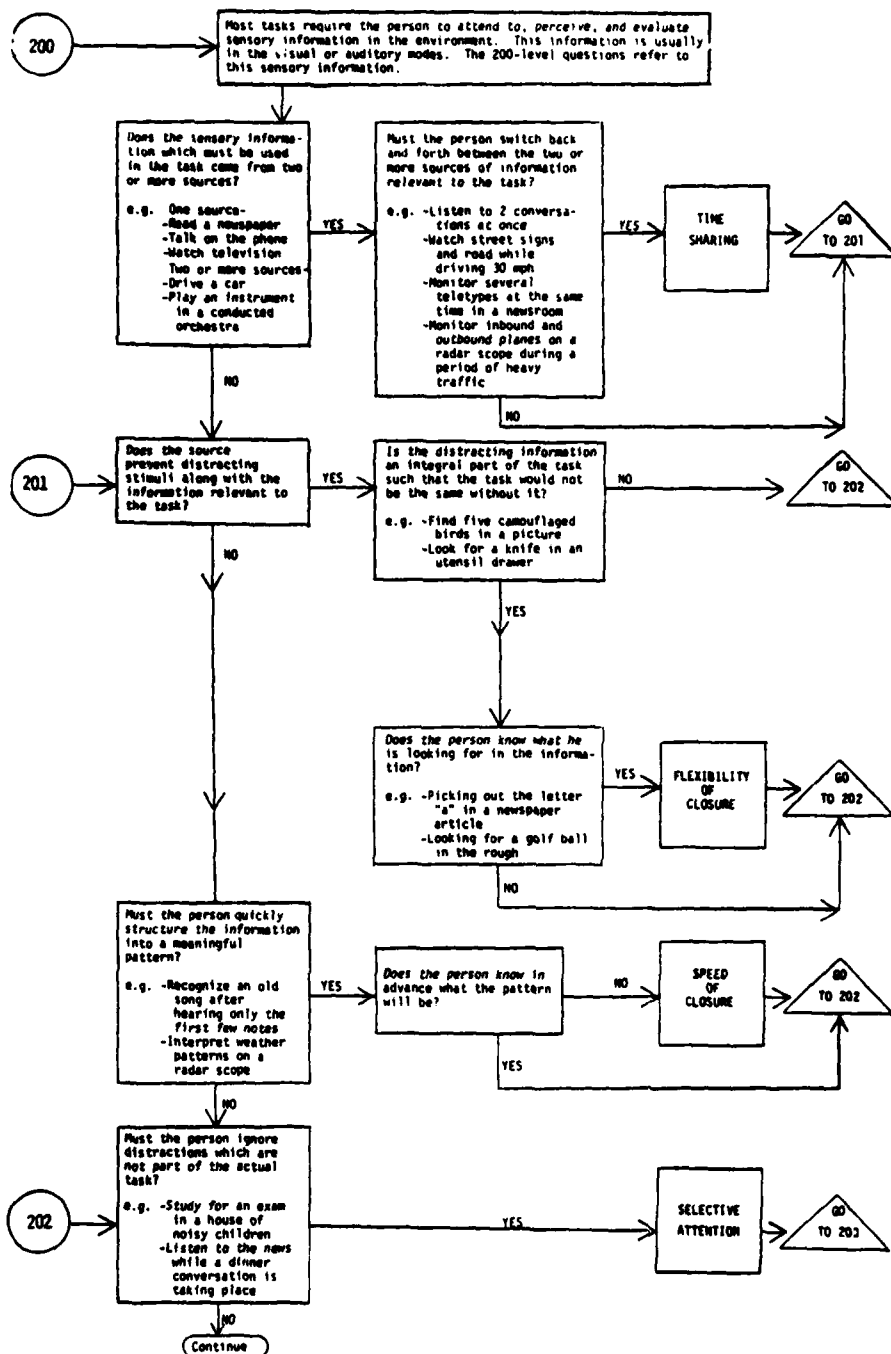 200
Most tasks require the person to attend to, perceive, and evaluate
sensory information in the environment. This information is usually
in the visual or auditory modes. The 200-level questions refer to
this sensory information.
Does the sensory informa-
tion which must be used
in the task come from two
or more sources?
e.g. One source-
-Read a newspaper
-Talk on the phone
-Watch television
Two or more sources-
-Drive a car
-Play an instrument
in a conducted
orchestra
YES
Must the person switch back
and forth between the two or
more sources of information
relevant to the task?
e.g. -Listen to 2 conversa-
tions at once
-Watch street signs
and road while
driving 30 mph
-Monitor several
teletypes at the same
time in a newsroom
-Monitor inbound and
outbound planes on a
radar scope during a
period of heavy
traffic
YES
TIME
SHARING
GO
TO 201
NO
NO
201
Does the source
present distracting
stimuli along with the
information relevant to
the task?
YES
Is the distracting information
an integral part of the task
such that the task would not
be the same without it?
e.g. -Find five camouflaged
birds in a picture
-Look for a knife in an
utensil drawer
NO
GO
TO 202
NO
YES
Does the person know what he
is looking for in the informa-
tion?
e.g. -Picking out the letter
"a" in a newspaper
article
-Looking for a golf ball
in the rough
YES
FLEXIBILITY
OF
CLOSURE
GO
TO 202
NO
Must the person quickly
structure the information
into a meaningful
pattern?
e.g. -Recognize an old
song after
hearing only the
first few notes
-Interpret weather
patterns on a
radar scope
YES
Does the person know in
advance what the pattern
will be?
NO
SPEED
OF
CLOSURE
GO
TO 202
YES
NO
202
Must the person ignore
distractions which are
not part of the actual
task?
e.g. -Study for an exam
in a house of
noisy children
-Listen to the news
while a dinner
conversation is
taking place
YES
SELECTIVE
ATTENTION
GO
TO 203
NO
Continue